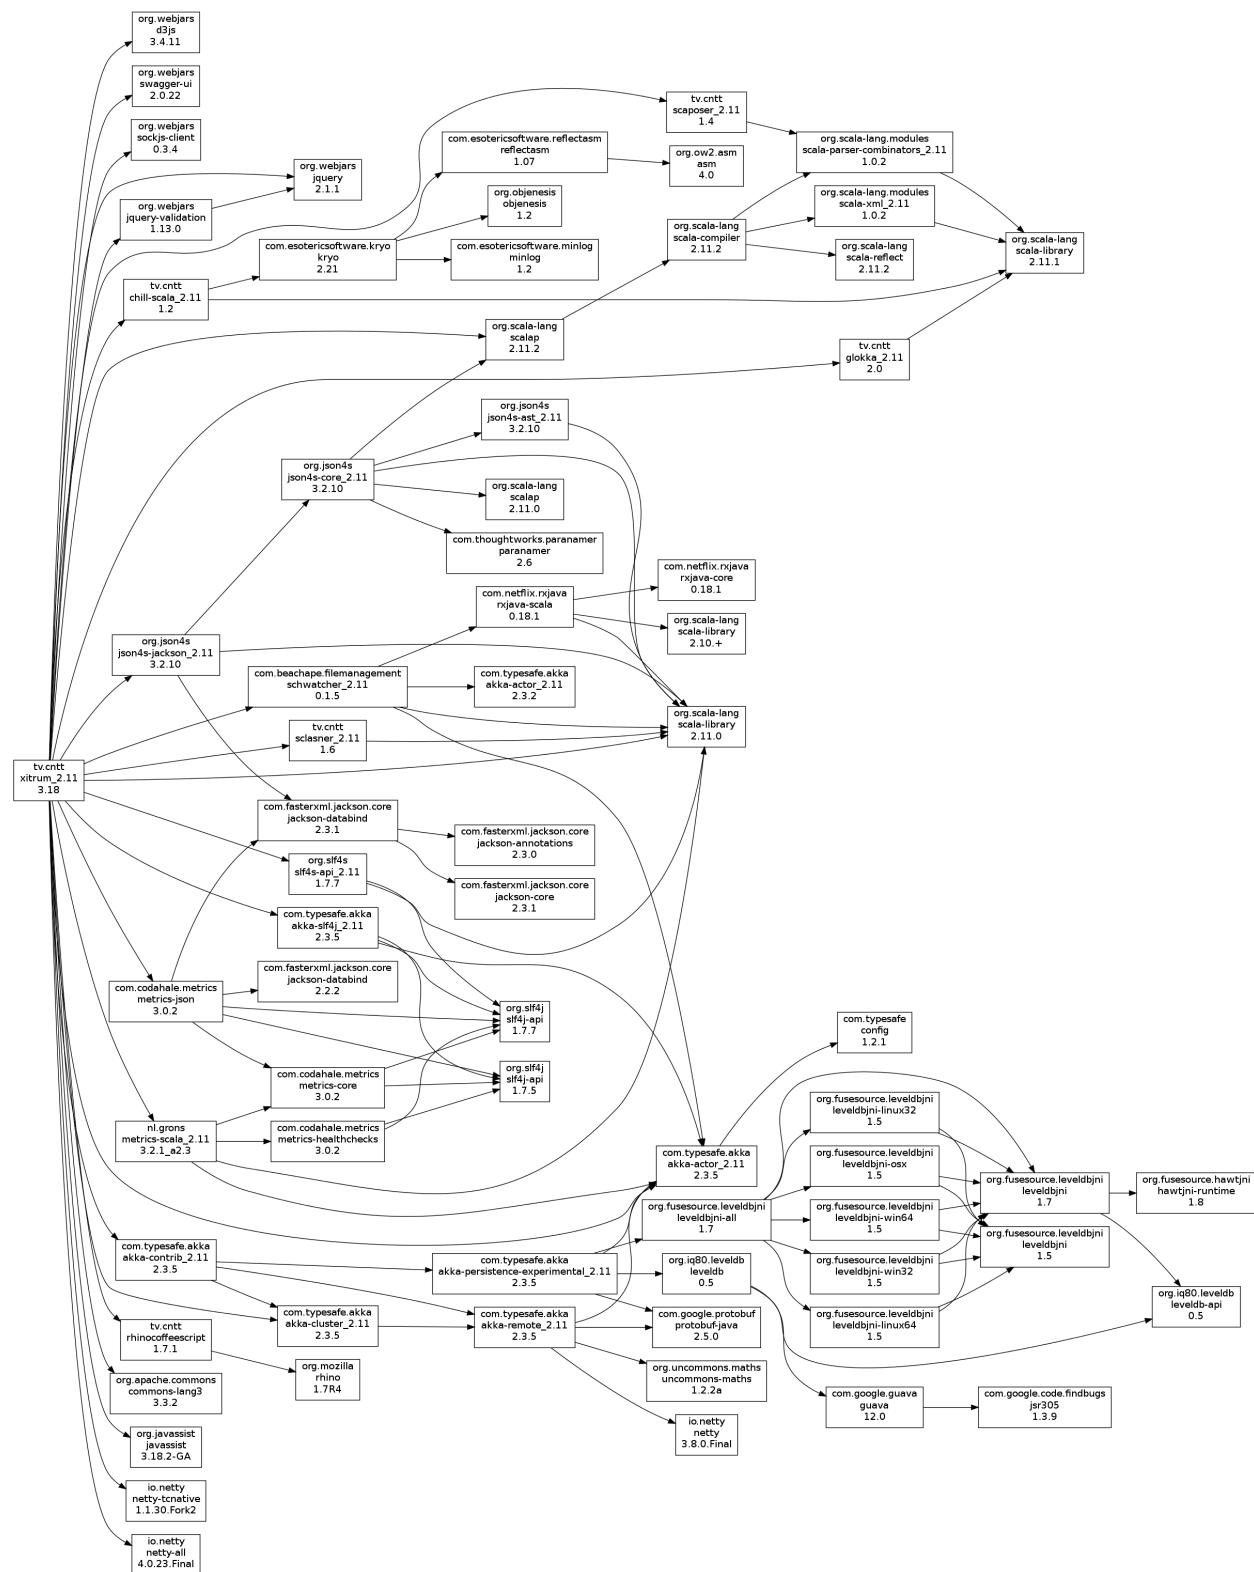 org.webjars
d3js
3.4.11
org.webjars
swagger-ui
2.0.22
org.webjars
sockjs-client
0.3.4
org.webjars
jquery
2.1.1
org.webjars
jquery-validation
1.13.0
tv.cntt
chill-scala_2.11
1.2
com.esotericsoftware.kryo
kryo
2.21
com.esotericsoftware.reflectasm
reflectasm
1.07
org.objenesis
objenesis
1.2
com.esotericsoftware.minlog
minlog
1.2
tv.cntt
scaposer_2.11
1.4
org.ow2.asm
asm
4.0
org.scala-lang
scala-compiler
2.11.2
org.scala-lang.modules
scala-parser-combinators_2.11
1.0.2
org.scala-lang.modules
scala-xml_2.11
1.0.2
org.scala-lang
scala-reflect
2.11.2
org.scala-lang
scala-library
2.11.1
org.scala-lang
scalap
2.11.2
tv.cntt
glokka_2.11
2.0
org.json4s
json4s-ast_2.11
3.2.10
org.json4s
json4s-core_2.11
3.2.10
org.scala-lang
scalap
2.11.0
com.thoughtworks.paranamer
paranamer
2.6
com.netflix.rxjava
rxjava-core
0.18.1
com.netflix.rxjava
rxjava-scala
0.18.1
org.scala-lang
scala-library
2.10.+
org.json4s
json4s-jackson_2.11
3.2.10
com.beachape.filemanagement
schwatcher_2.11
0.1.5
com.typesafe.akka
akka-actor_2.11
2.3.2
tv.cntt
sclasner_2.11
1.6
org.scala-lang
scala-library
2.11.0
tv.cntt
xitrum_2.11
3.18
com.fasterxml.jackson.core
jackson-databind
2.3.1
com.fasterxml.jackson.core
jackson-annotations
2.3.0
org.slf4s
slf4s-api_2.11
1.7.7
com.fasterxml.jackson.core
jackson-core
2.3.1
com.typesafe.akka
akka-slf4j_2.11
2.3.5
com.codahale.metrics
metrics-json
3.0.2
com.fasterxml.jackson.core
jackson-databind
2.2.2
org.slf4j
slf4j-api
1.7.7
com.codahale.metrics
metrics-core
3.0.2
org.slf4j
slf4j-api
1.7.5
nl.grons
metrics-scala_2.11
3.2.1_a2.3
com.codahale.metrics
metrics-healthchecks
3.0.2
com.typesafe
config
1.2.1
com.typesafe.akka
akka-actor_2.11
2.3.5
org.fusesource.leveldbjni
leveldbjni-linux32
1.5
org.fusesource.leveldbjni
leveldbjni-osx
1.5
org.fusesource.leveldbjni
leveldbjni-all
1.7
org.fusesource.leveldbjni
leveldbjni-win64
1.5
org.fusesource.leveldbjni
leveldbjni-win32
1.5
org.fusesource.leveldbjni
leveldbjni-linux64
1.5
org.fusesource.leveldbjni
leveldbjni
1.7
org.fusesource.leveldbjni
leveldbjni
1.5
org.fusesource.hawtjni
hawtjni-runtime
1.8
org.iq80.leveldb
leveldb-api
0.5
com.typesafe.akka
akka-contrib_2.11
2.3.5
com.typesafe.akka
akka-persistence-experimental_2.11
2.3.5
org.iq80.leveldb
leveldb
0.5
com.typesafe.akka
akka-cluster_2.11
2.3.5
com.typesafe.akka
akka-remote_2.11
2.3.5
com.google.protobuf
protobuf-java
2.5.0
tv.cntt
rhinocoffeescript
1.7.1
org.mozilla
rhino
1.7R4
org.uncommons.maths
uncommons-maths
1.2.2a
org.apache.commons
commons-lang3
3.3.2
com.google.guava
guava
12.0
com.google.code.findbugs
jsr305
1.3.9
io.netty
netty
3.8.0.Final
org.javassist
javassist
3.18.2-GA
io.netty
netty-tcnative
1.1.30.Fork2
io.netty
netty-all
4.0.23.Final